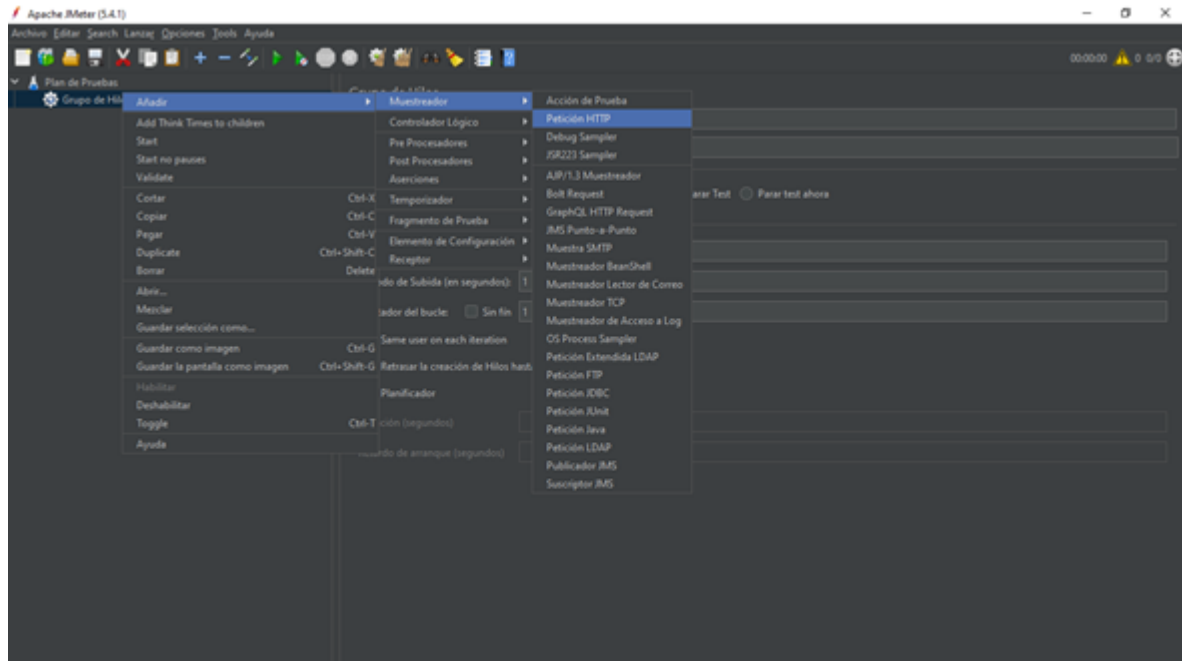 Apache JMeter (5.4.1)
Archivo Editar Search Lanzar Opciones Tools Ayuda
00:00:00 0 0/0
Plan de Pruebas
Grupo de Hil
Añadir
Add Think Times to children
Start
Start no pauses
Validate
Cortar Ctrl-X
Copiar Ctrl-C
Pegar Ctrl-V
Duplicate Ctrl+Shift-C
Borrar Delete
Abrir...
Mezclar
Guardar selección como...
Guardar como imagen Ctrl-G
Guardar la pantalla como imagen Ctrl+Shift-G
Habilitar
Deshabilitar
Toggle Ctrl-T
Ayuda
Muestreador
Controlador Lógico
Pre Procesadores
Post Procesadores
Aserciones
Temporizador
Fragmento de Prueba
Elemento de Configuración
Receptor
Acción de Prueba
Petición HTTP
Debug Sampler
JSR223 Sampler
AJP/1.3 Muestreador
Bolt Request
GraphQL HTTP Request
JMS Punto-a-Punto
Muestra SMTP
Muestreador BeanShell
Muestreador Lector de Correo
Muestreador TCP
Muestreador de Acceso a Log
OS Process Sampler
Petición Extendida LDAP
Petición FTP
Petición JDBC
Petición JUnit
Petición Java
Petición LDAP
Publicador JMS
Suscriptor JMS
arar Test Parar test ahora
odo de Subida (en segundos): 1
tador del bucle: Sin fin 1
Same user on each iteration
Retrasar la creación de Hilos hast
Planificador
ción (segundos)
rdo de arranque (segundos)